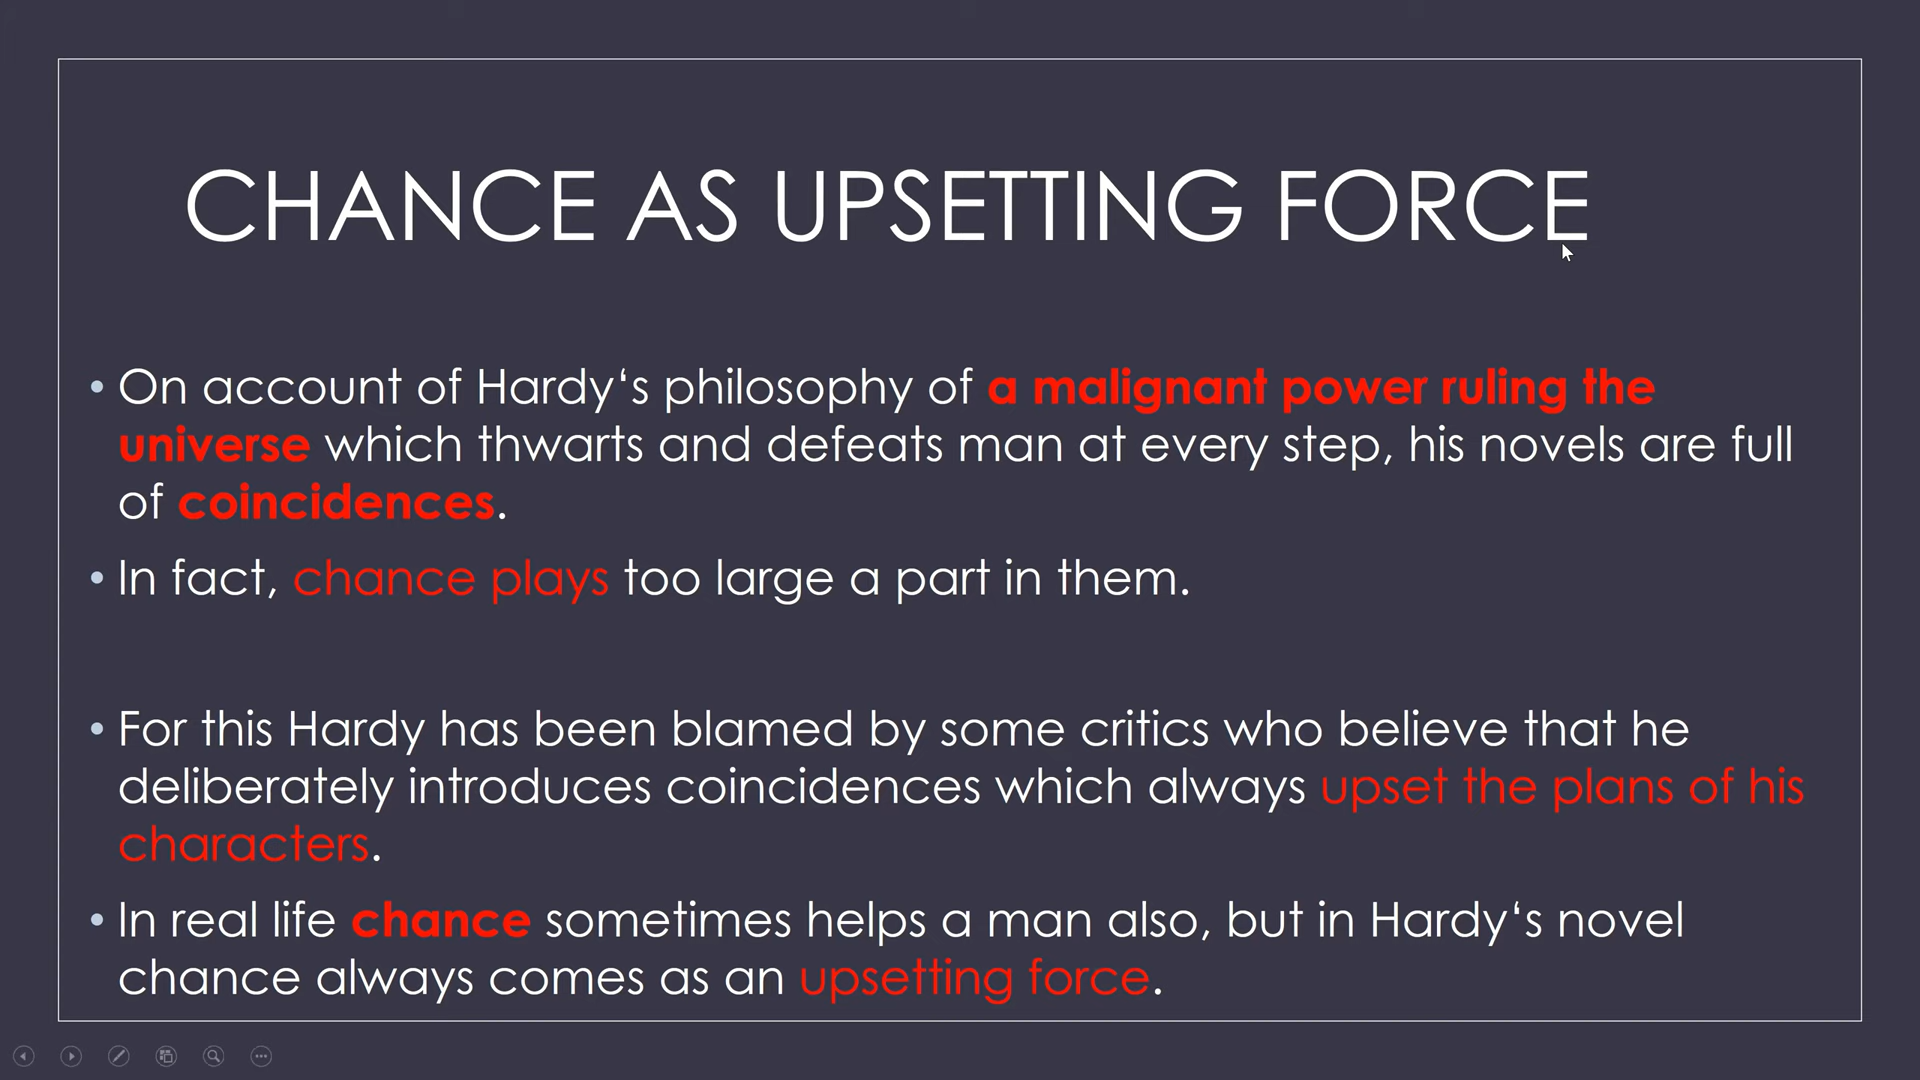 CHANCE AS UPSETTING FORCE
• On account of Hardy‘s philosophy of a malignant power ruling the
universe which thwarts and defeats man at every step, his novels are full
of coincidences.
• In fact, chance plays too large a part in them.
• For this Hardy has been blamed by some critics who believe that he
deliberately introduces coincidences which always upset the plans of his
characters.
• In real life chance sometimes helps a man also, but in Hardy‘s novel
chance always comes as an upsetting force.